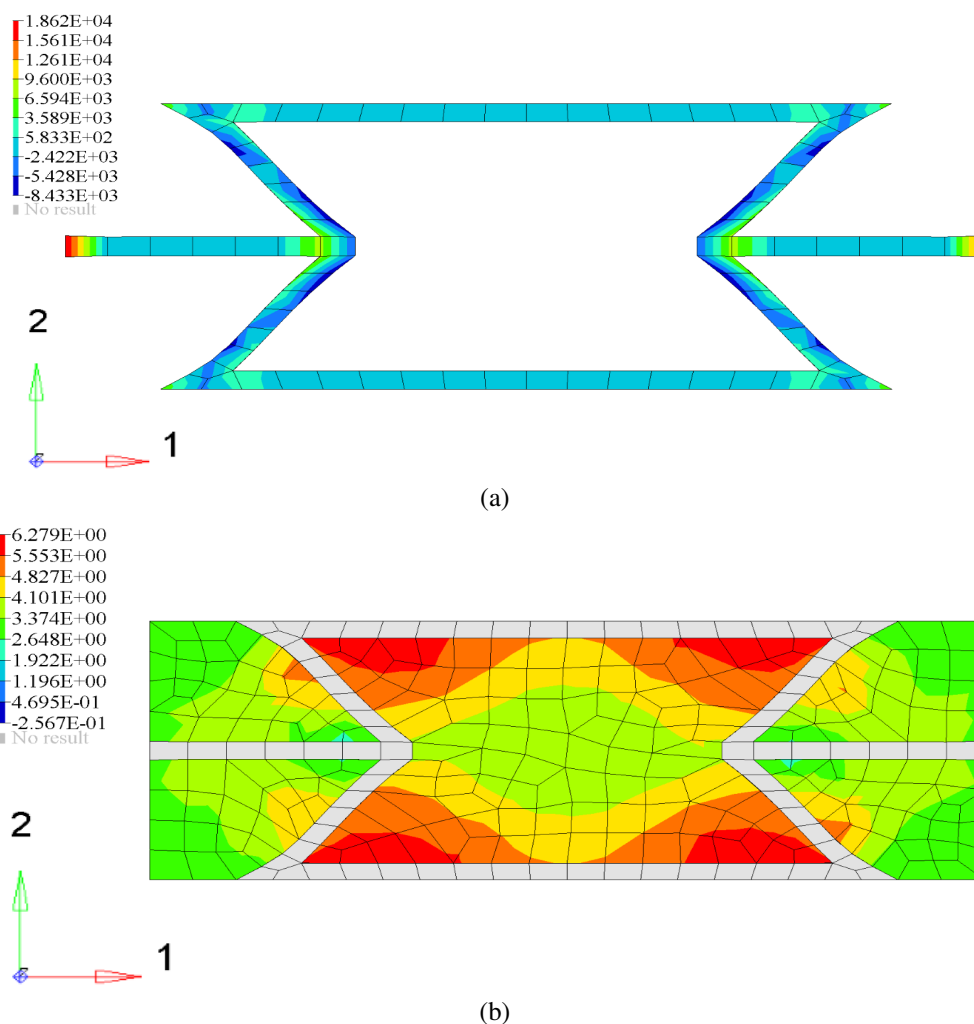 1.862E+04
1.561E+04
1.261E+04
9.600E+03
6.594E+03
3.589E+03
5.833E+02
-2.422E+03
-5.428E+03
-8.433E+03
No result
2
1
(a)
6.279E+00
5.553E+00
4.827E+00
4.101E+00
3.374E+00
2.648E+00
1.922E+00
1.196E+00
4.695E-01
-2.567E-01
No result
2
1
(b)